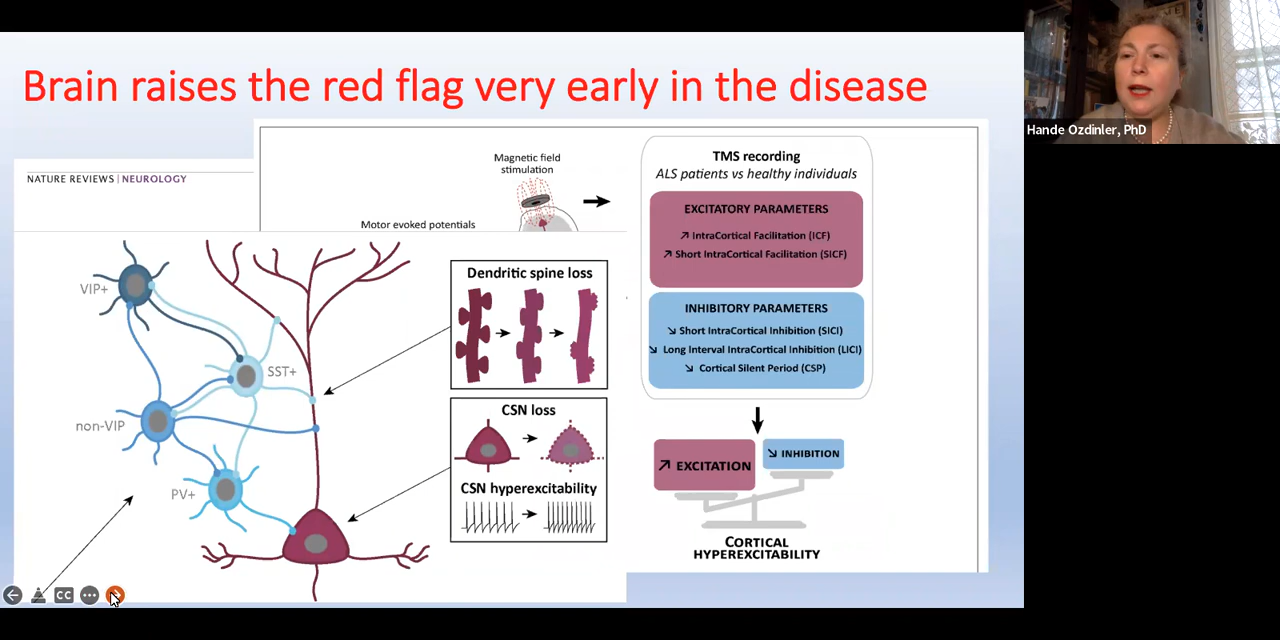 Brain raises the red flag very early in the disease
Hande Ozdinler, PhD
NATURE REVIEWS | NEUROLOGY
Magnetic field
stimulation
Motor evoked potentials
TMS recording
ALS patients vs healthy individuals
EXCITATORY PARAMETERS
↗ IntraCortical Facilitation (ICF)
↗ Short IntraCortical Facilitation (SICF)
INHIBITORY PARAMETERS
↘ Short IntraCortical Inhibition (SICI)
↘ Long Interval IntraCortical Inhibition (LICI)
↘ Cortical Silent Period (CSP)
↗ EXCITATION
↘ INHIBITION
CORTICAL
HYPEREXCITABILITY
VIP+
SST+
non-VIP
PV+
Dendritic spine loss
CSN loss
CSN hyperexcitability
CC